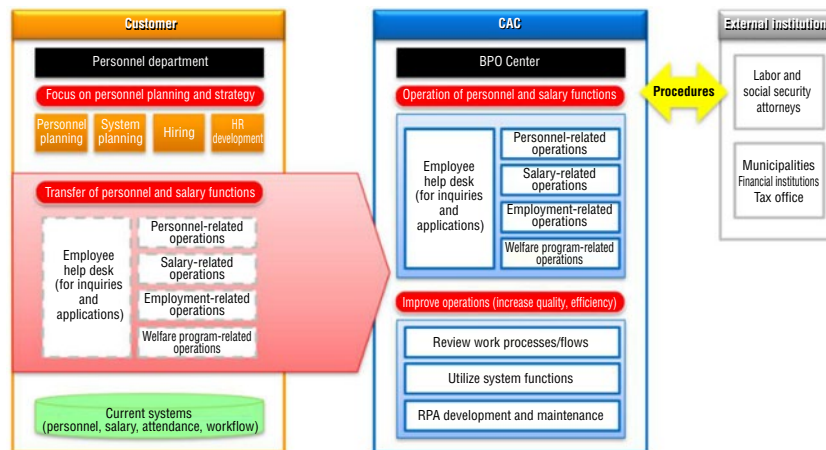 Customer
Personnel department
Focus on personnel planning and strategy
Personnel
planning
System
planning
Hiring
HR
development
Transfer of personnel and salary functions
Employee
help desk
(for inquiries
and
applications)
Personnel-related
operations
Salary-related
operations
Employment-related
operations
Welfare program-related
operations
Current systems
(personnel, salary, attendance, workflow)
CAC
BPO Center
Operation of personnel and salary functions
Employee
help desk
(for inquiries
and
applications)
Personnel-related
operations
Salary-related
operations
Employment-related
operations
Welfare program-related
operations
Improve operations (increase quality, efficiency)
Review work processes/flows
Utilize system functions
RPA development and maintenance
Procedures
External institution
Labor and
social security
attorneys
Municipalities
Financial institutions
Tax office